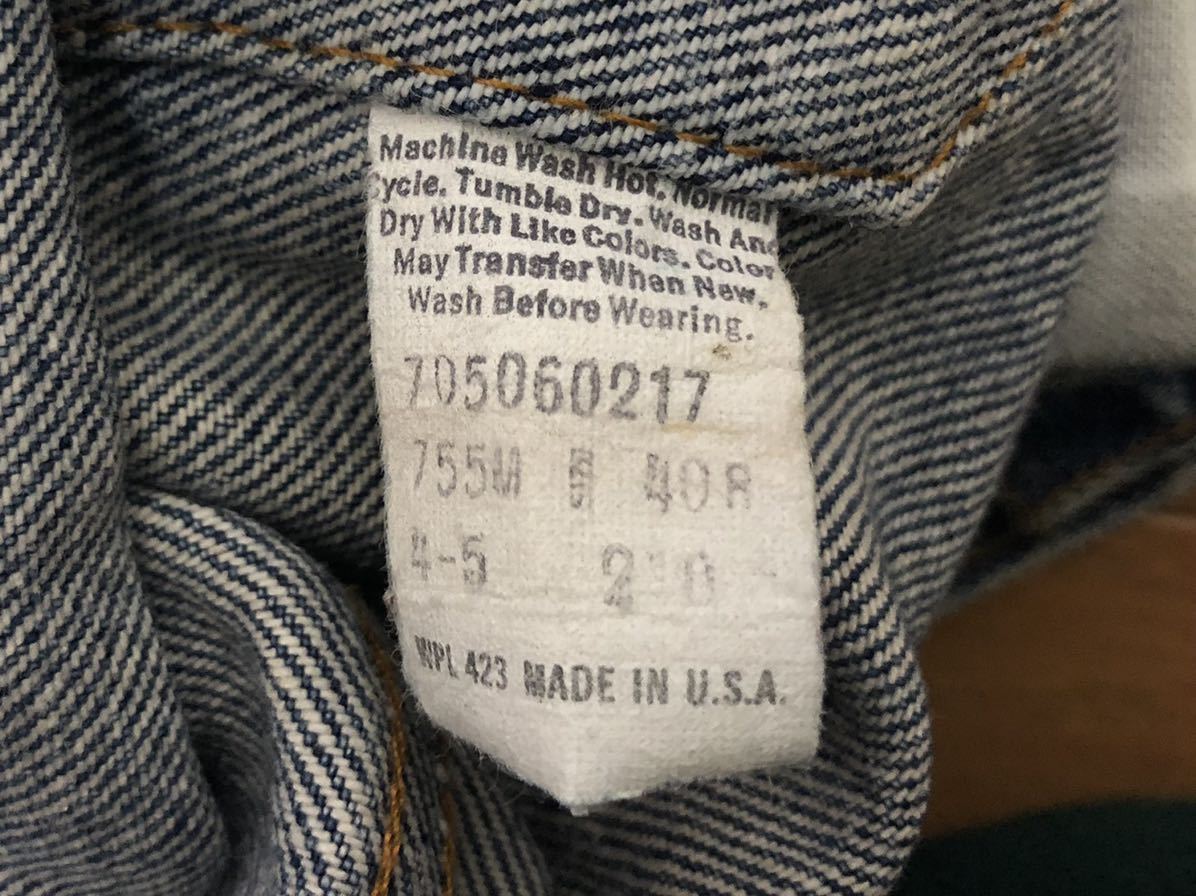 Machine Wash Hot. Normal
Cycle. Tumble Dry. Wash And
Dry With Like Colors. Color
May Transfer When New,
Wash Before Wearing.
705060217
755M 40R
4-5
WPL 423 MADE IN U.S.A.